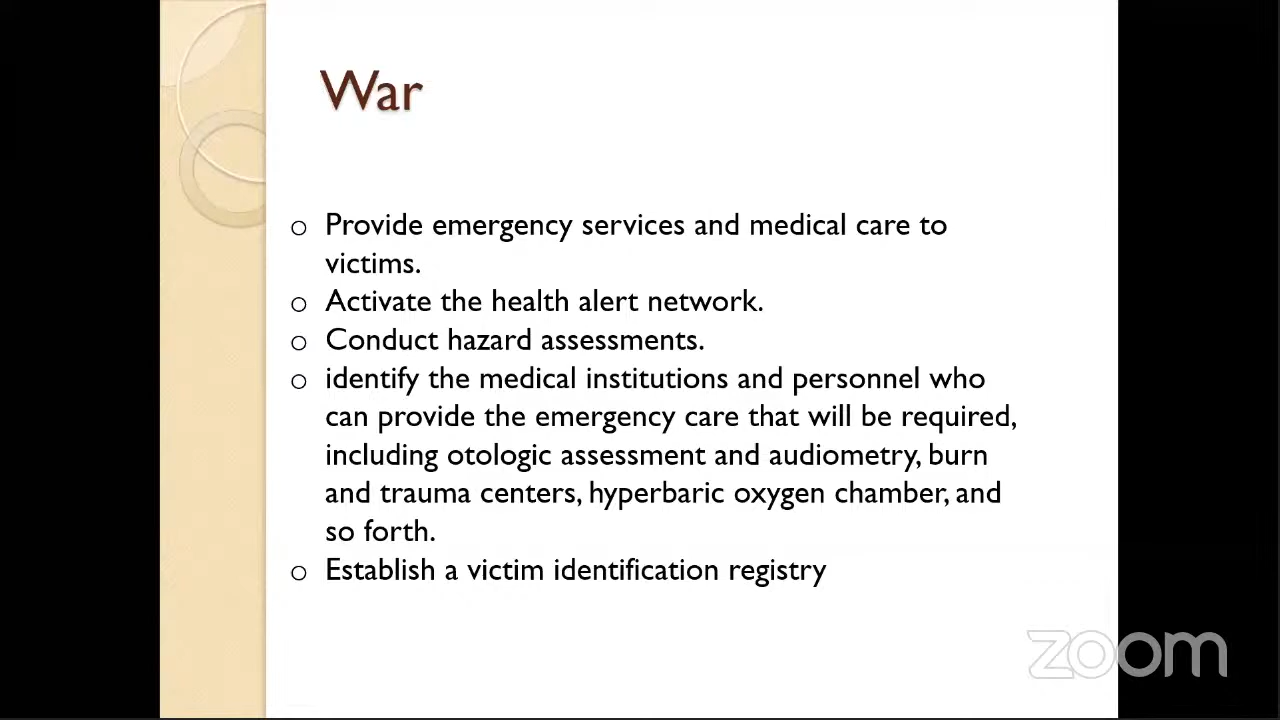 War
o Provide emergency services and medical care to
victims.
o Activate the health alert network.
o Conduct hazard assessments.
o identify the medical institutions and personnel who
can provide the emergency care that will be required,
including otologic assessment and audiometry, burn
and trauma centers, hyperbaric oxygen chamber, and
so forth.
o Establish a victim identification registry
zoom